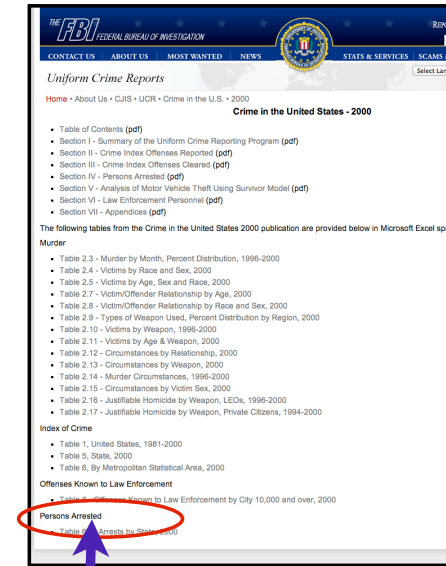 THE FBI FEDERAL BUREAU OF INVESTIGATION
CONTACT US ABOUT US MOST WANTED NEWS STATS & SERVICES SCAMS
Uniform Crime Reports
Home • About Us • CJIS • UCR • Crime in the U.S. • 2000
Crime in the United States - 2000
Table of Contents (pdf)
Section I - Summary of the Uniform Crime Reporting Program (pdf)
Section II - Crime Index Offenses Reported (pdf)
Section III - Crime Index Offenses Cleared (pdf)
Section IV - Persons Arrested (pdf)
Section V - Analysis of Motor Vehicle Theft Using Survivor Model (pdf)
Section VI - Law Enforcement Personnel (pdf)
Section VII - Appendices (pdf)
The following tables from the Crime in the United States 2000 publication are provided below in Microsoft Excel
Murder
Table 2.3 - Murder by Month, Percent Distribution, 1996-2000
Table 2.4 - Victims by Race and Sex, 2000
Table 2.5 - Victims by Age, Sex and Race, 2000
Table 2.7 - Victim/Offender Relationship by Age, 2000
Table 2.8 - Victim/Offender Relationship by Race and Sex, 2000
Table 2.9 - Types of Weapon Used, Percent Distribution by Region, 2000
Table 2.10 - Victims by Weapon, 1996-2000
Table 2.11 - Victims by Age & Weapon, 2000
Table 2.12 - Circumstances by Relationship, 2000
Table 2.13 - Circumstances by Weapon, 2000
Table 2.14 - Murder Circumstances, 1996-2000
Table 2.15 - Circumstances by Victim Sex, 2000
Table 2.16 - Justifiable Homicide by Weapon, LEOs, 1996-2000
Table 2.17 - Justifiable Homicide by Weapon, Private Citizens, 1994-2000
Index of Crime
Table 1, United States, 1981-2000
Table 5, State, 2000
Table 6, By Metropolitan Statistical Area, 2000
Offenses Known to Law Enforcement
Table Offenses Known to Law Enforcement by City 10,000 and over, 2000
Persons Arrested
Table Arrests by State, 2000